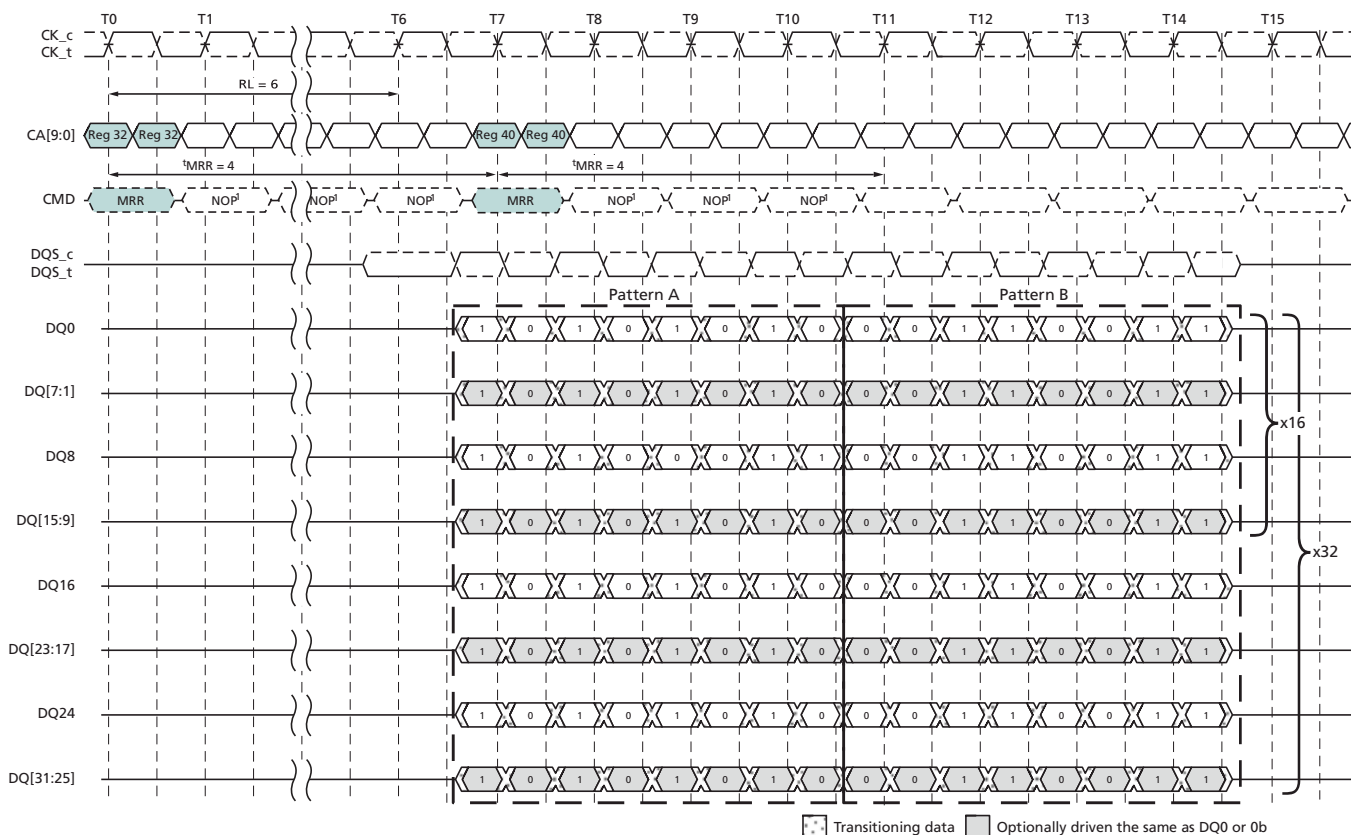 T0 T1 T6 T7 T8 T9 T10 T11 T12 T13 T14 T15
CK_c
CK_t
RL = 6
CA[9:0] Reg 32 Reg 32 Reg 40 Reg 40
tMRR = 4 tMRR = 4
CMD MRR NOP1 NOP1 NOP1 MRR NOP1 NOP1 NOP1
DQS_c
DQS_t
Pattern A Pattern B
DQ0 1 0 1 0 1 0 1 0 0 0 1 1 0 0 1 1
DQ[7:1] 1 0 1 0 1 0 1 0 0 0 1 1 0 0 1 1
x16
DQ8 1 0 1 0 0 0 1 1 0 0 1 1 0 0 1 1
DQ[15:9] 1 0 1 0 1 0 1 0 0 0 1 1 0 0 1 1
x32
DQ16 1 0 1 0 1 0 1 0 0 0 1 1 0 0 1 1
DQ[23:17] 1 0 1 0 1 0 1 0 0 0 1 1 0 0 1 1
DQ24 1 0 1 0 1 0 1 0 0 0 1 1 0 0 1 1
DQ[31:25] 1 0 1 0 1 0 1 0 0 0 1 1 0 0 1 1
Transitioning data Optionally driven the same as DQ0 or 0b